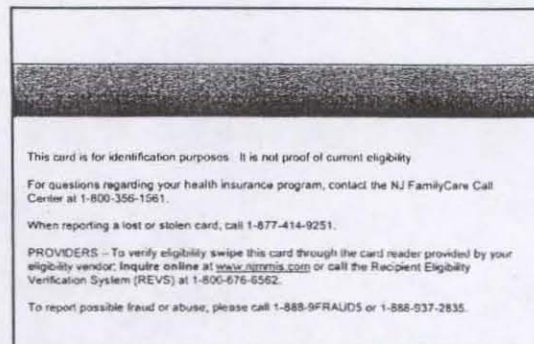 This card is for identification purposes It is not proof of current eligibility
For questions regarding your health insurance program, contact the NJ FamilyCare Call
Center at 1-800-356-1561.
When reporting a lost or stolen card, call 1-877-414-9251.
PROVIDERS – To verify eligibility swipe this card through the card reader provided by your
eligibility vendor; Inquire online at www.njmmis.com or call the Recipient Eligibility
Verification System (REVS) at 1-800-676-6562.
To report possible fraud or abuse, please call 1-888-9FRAUD5 or 1-888-937-2835.